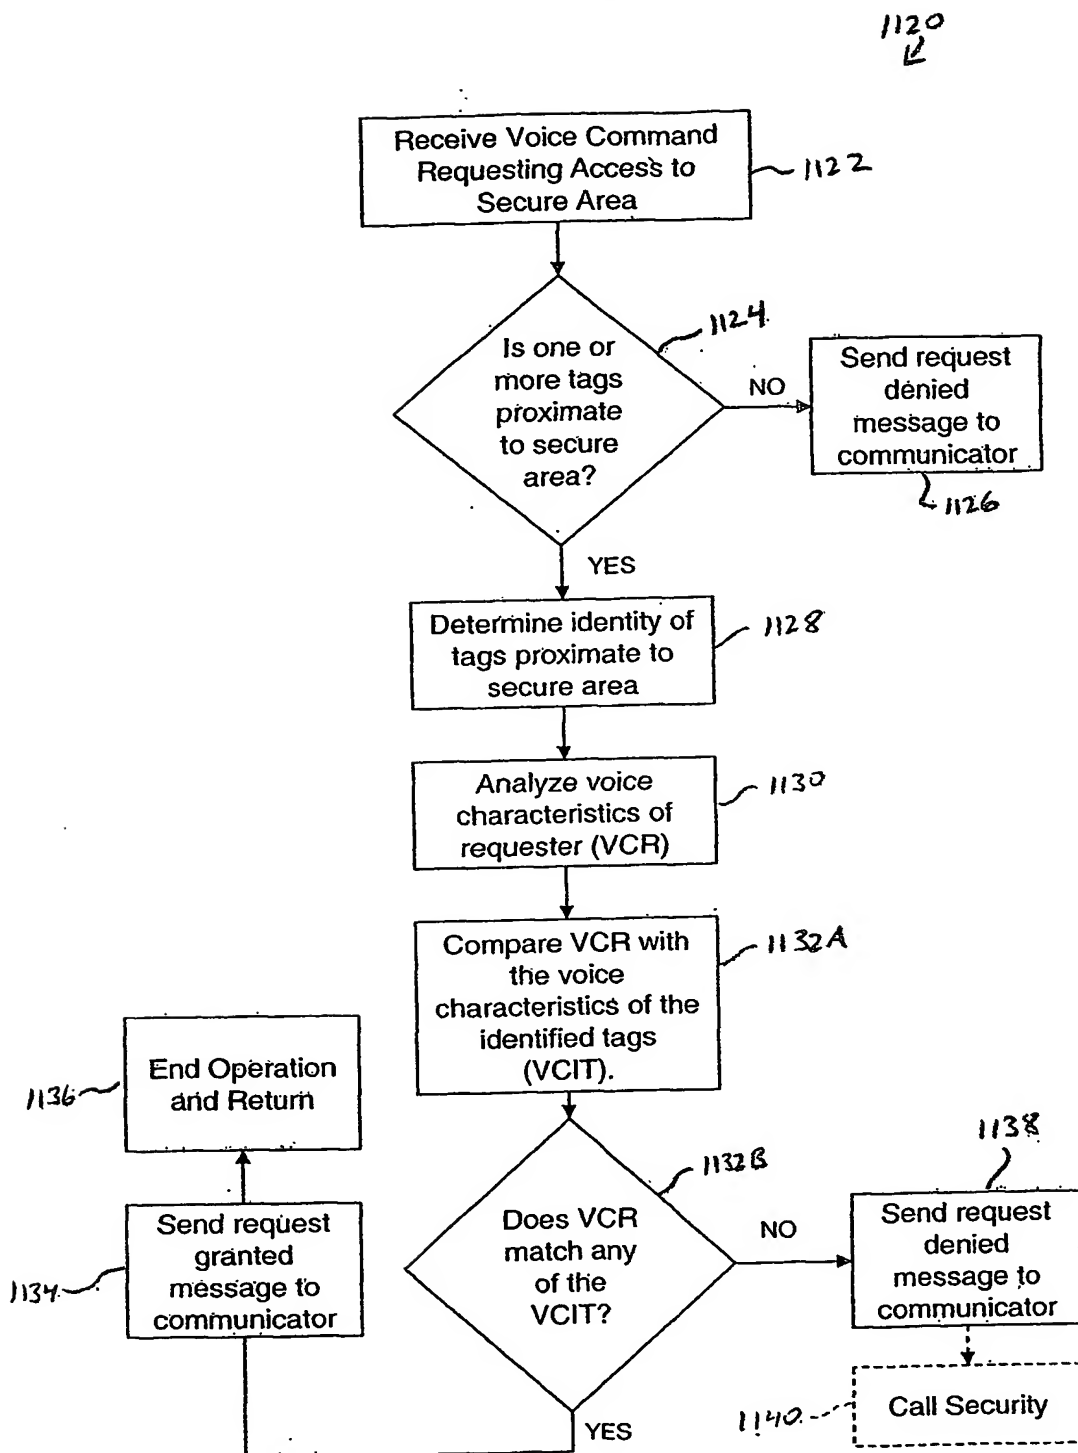 1120
Receive Voice Command
Requesting Access to
Secure Area
1122
Is one or
more tags
proximate
to secure
area?
1124
NO
Send request
denied
message to
communicator
1126
YES
Determine identity of
tags proximate to
secure area
1128
Analyze voice
characteristics of
requester (VCR)
1130
Compare VCR with
the voice
characteristics of the
identified tags
(VCIT).
1132A
End Operation
and Return
1136
Does VCR
match any
of the
VCIT?
1132B
NO
1138
Send request
denied
message to
communicator
Send request
granted
message to
communicator
1134
YES
Call Security
1140